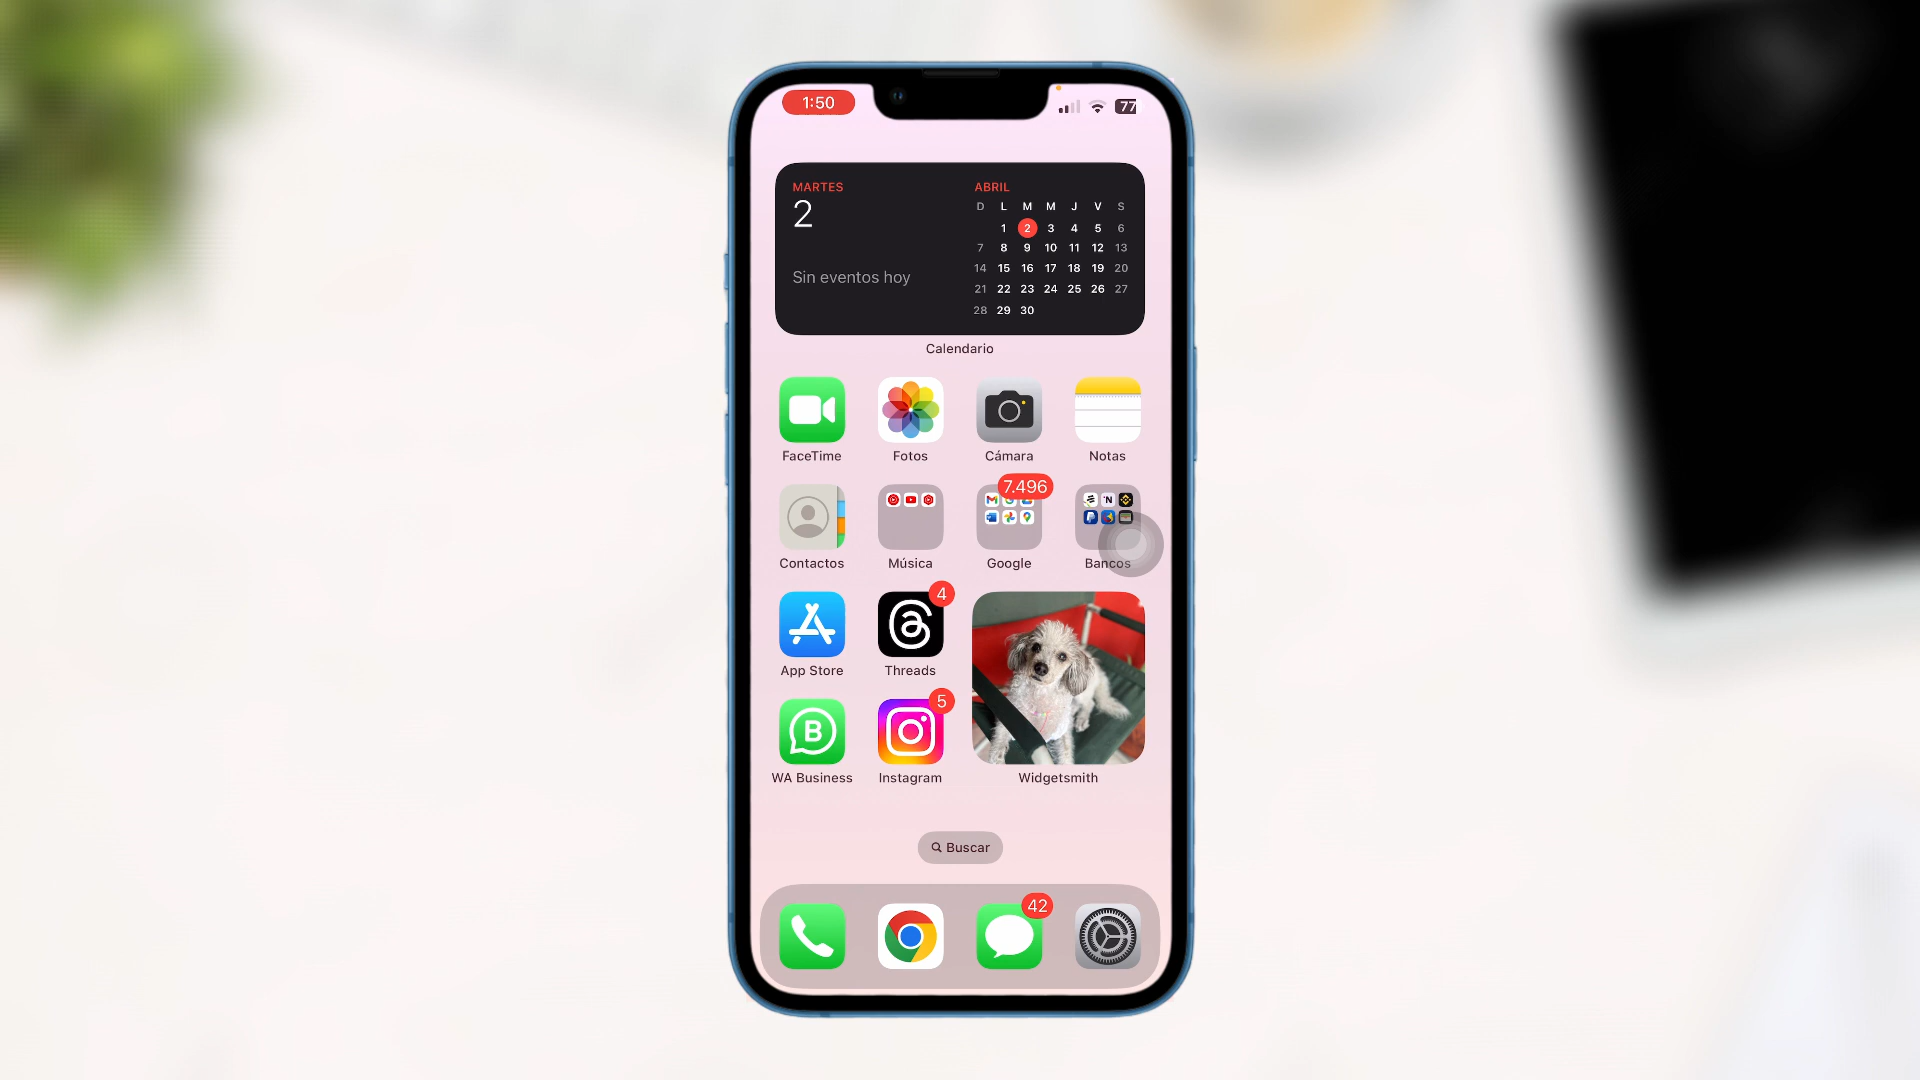 1:50
77
MARTES
2
Sin eventos hoy
ABRIL
D L M M J V S
1 2 3 4 5 6
7 8 9 10 11 12 13
14 15 16 17 18 19 20
21 22 23 24 25 26 27
28 29 30
Calendario
FaceTime Fotos Cámara Notas
7.496
Contactos Música Google Bancos
4
App Store Threads
B
5
WA Business Instagram Widgetsmith
Buscar
42